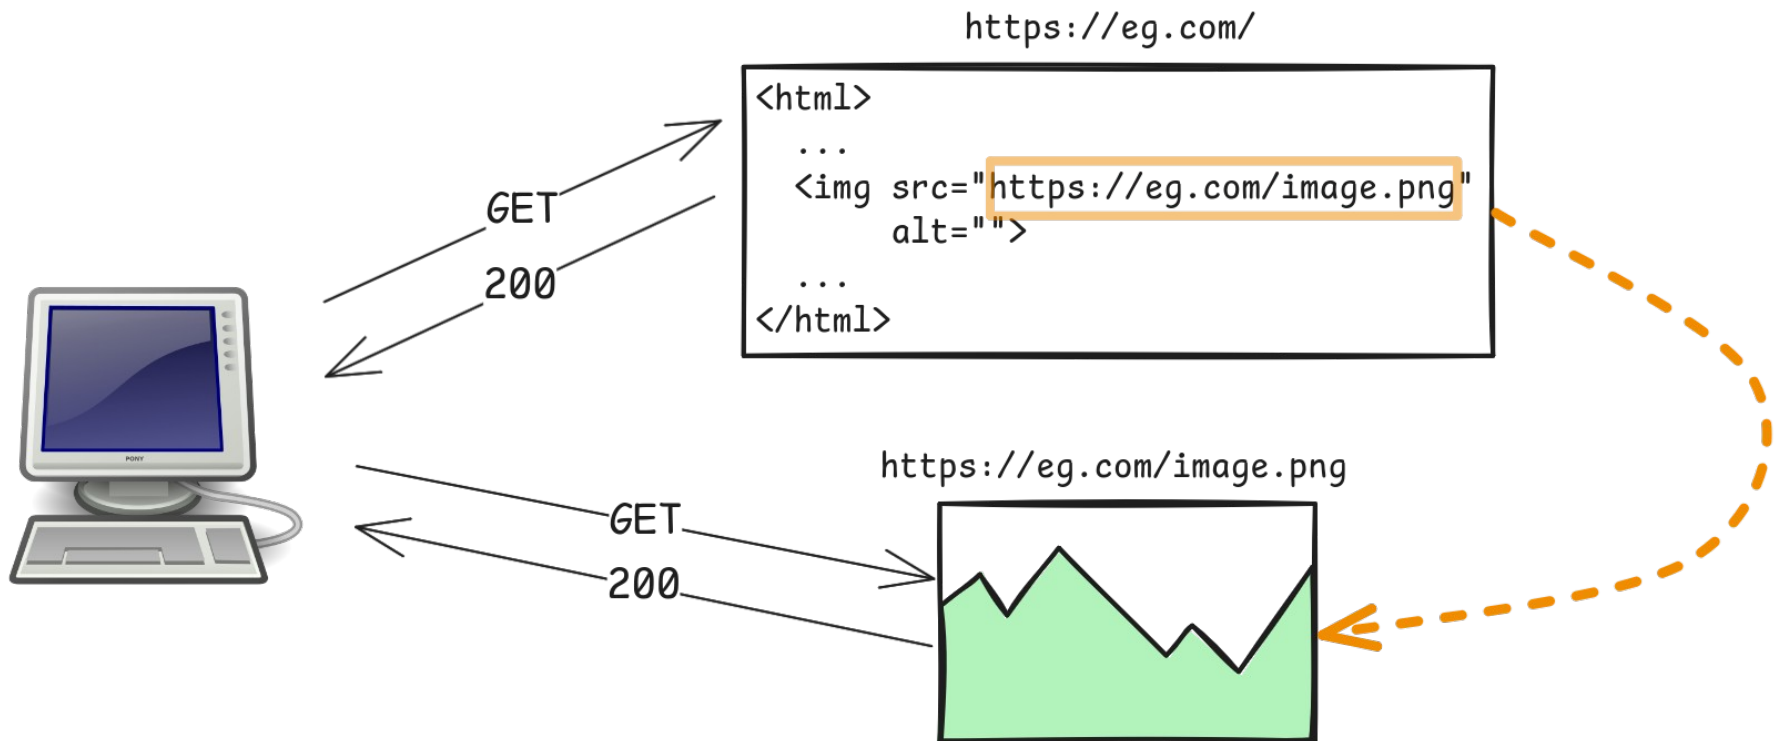 https://eg.com/
<html>
...
<img src="https://eg.com/image.png"
alt="">
...
</html>
GET
200
PONY
https://eg.com/image.png
GET
200